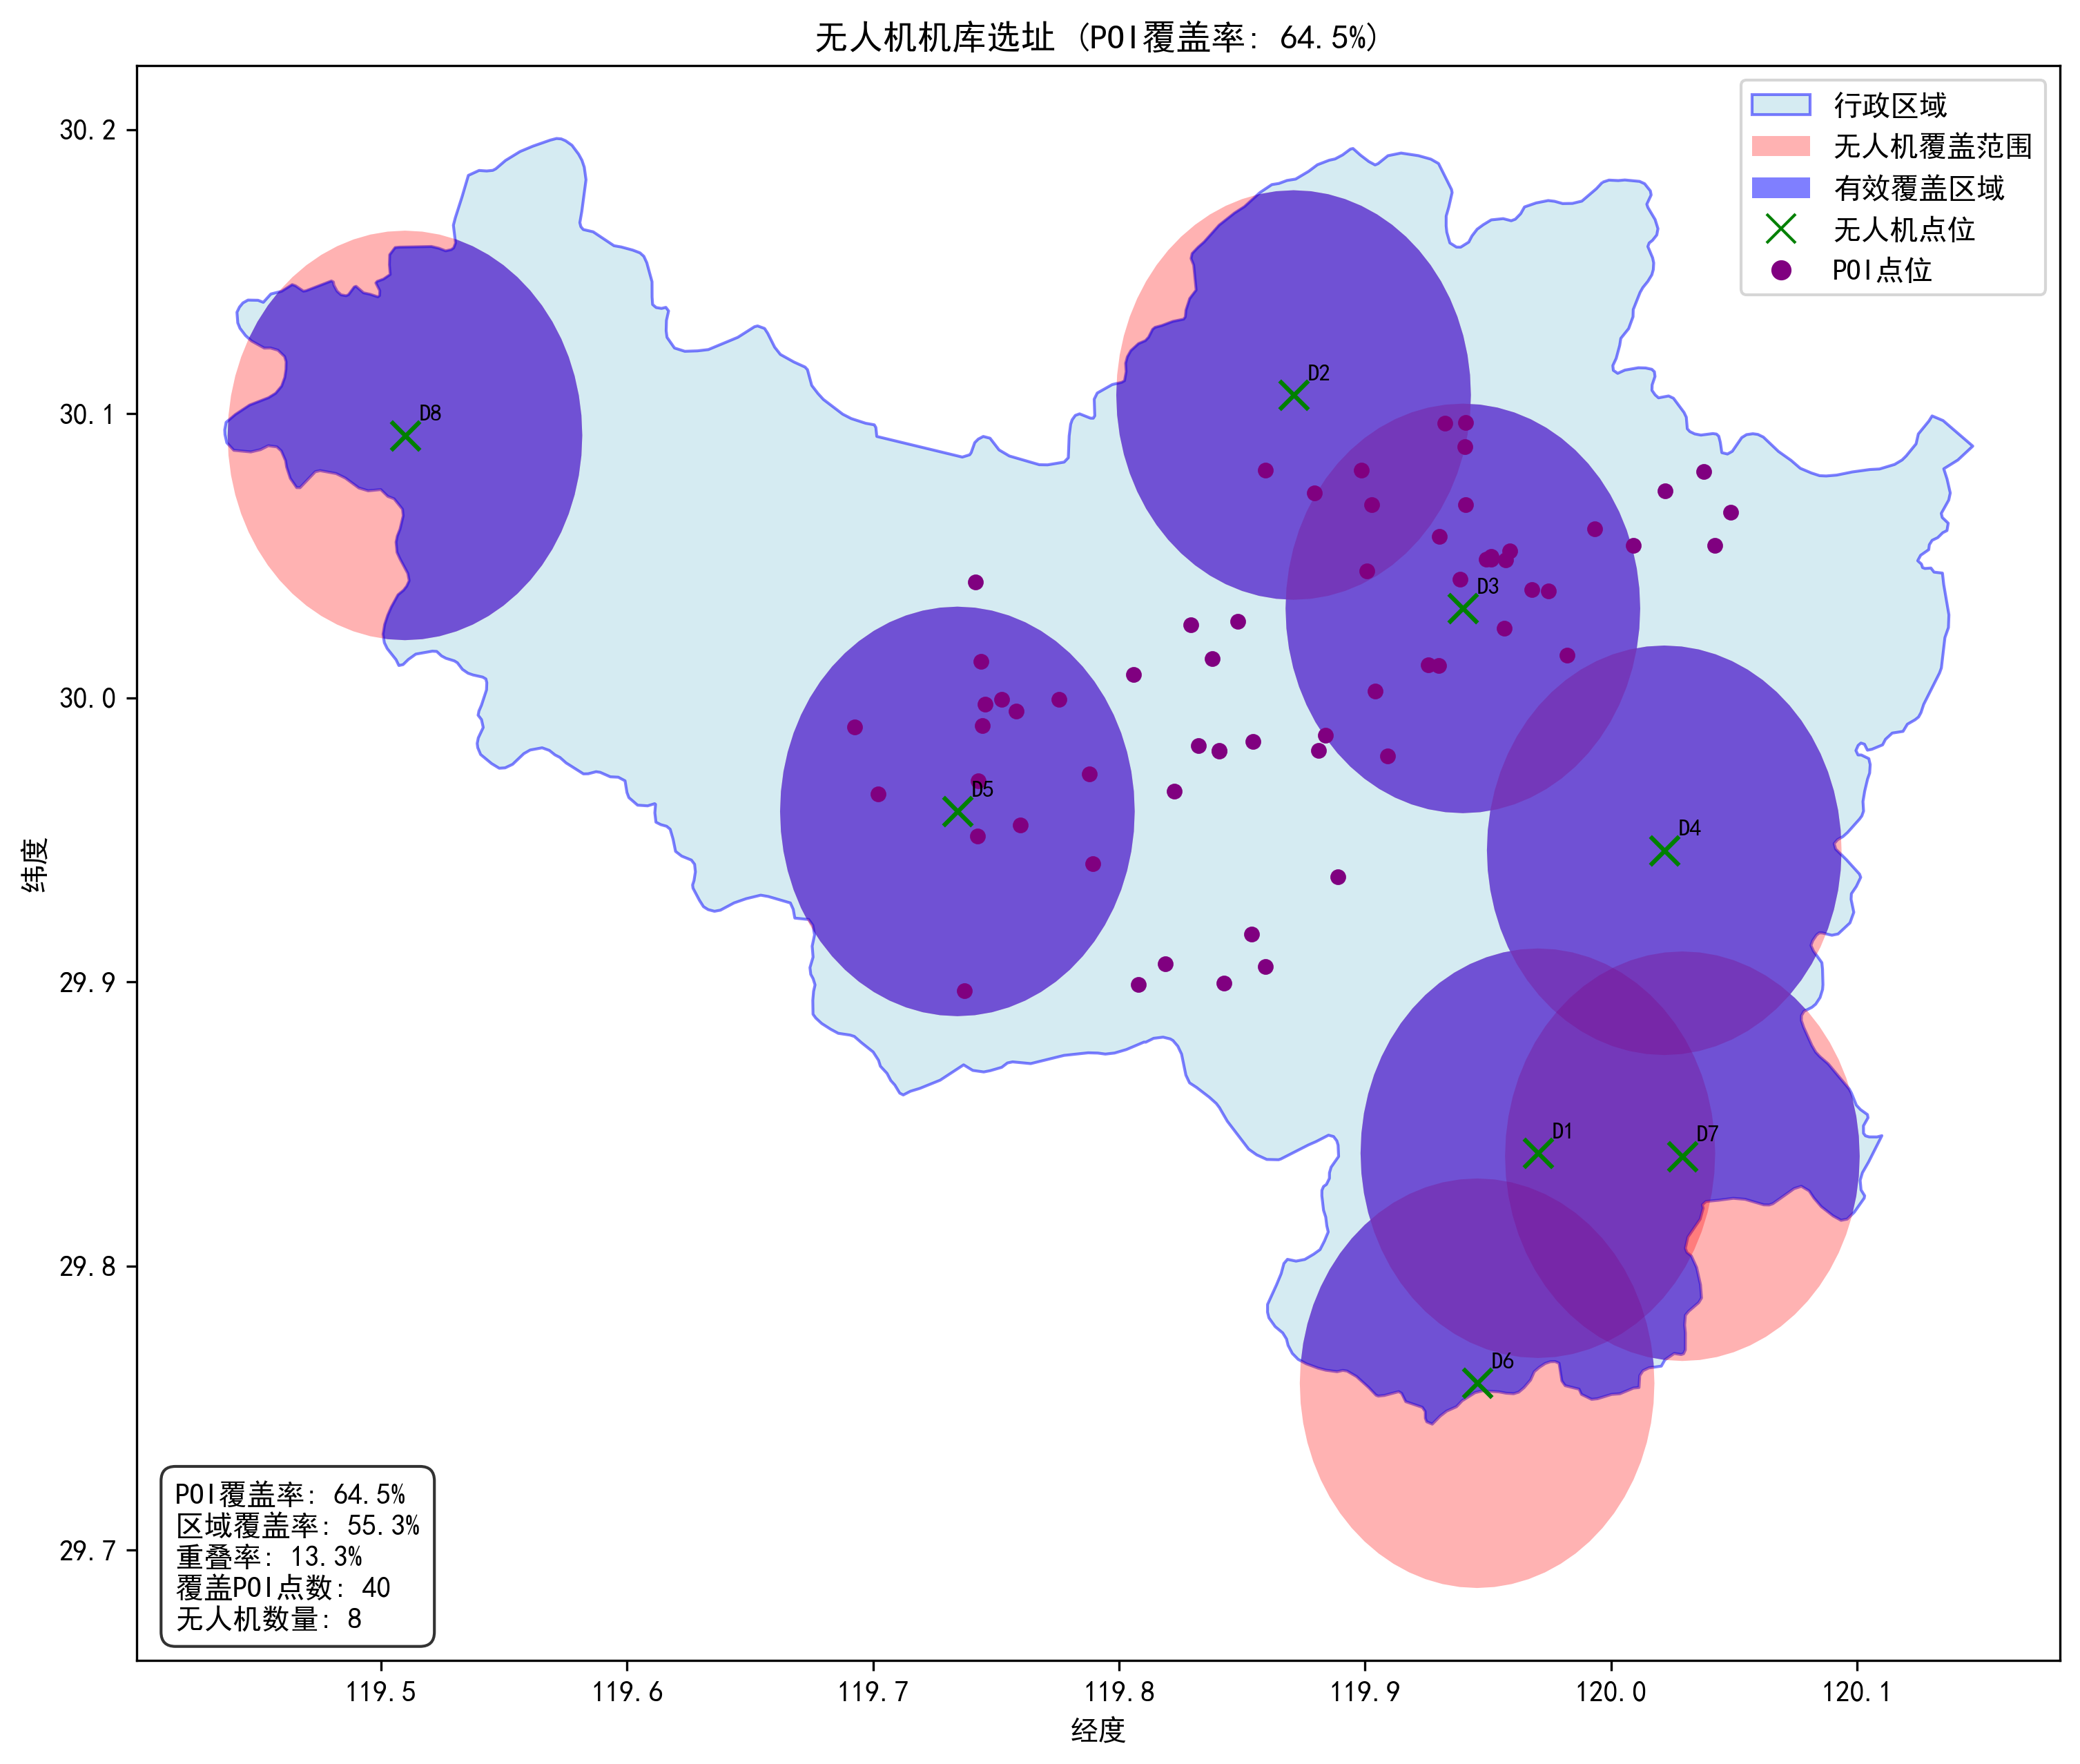 无人机机库选址 (POI覆盖率: 64.5%)
30.2
30.1
30.0
29.9
29.8
29.7
纬度
行政区域
无人机覆盖范围
有效覆盖区域
无人机点位
POI点位
D2
D8
D3
D5
D4
D1
D7
D6
POI覆盖率: 64.5%
区域覆盖率: 55.3%
重叠率: 13.3%
覆盖POI点数: 40
无人机数量: 8
119.5
119.6
119.7
119.8
119.9
120.0
120.1
经度